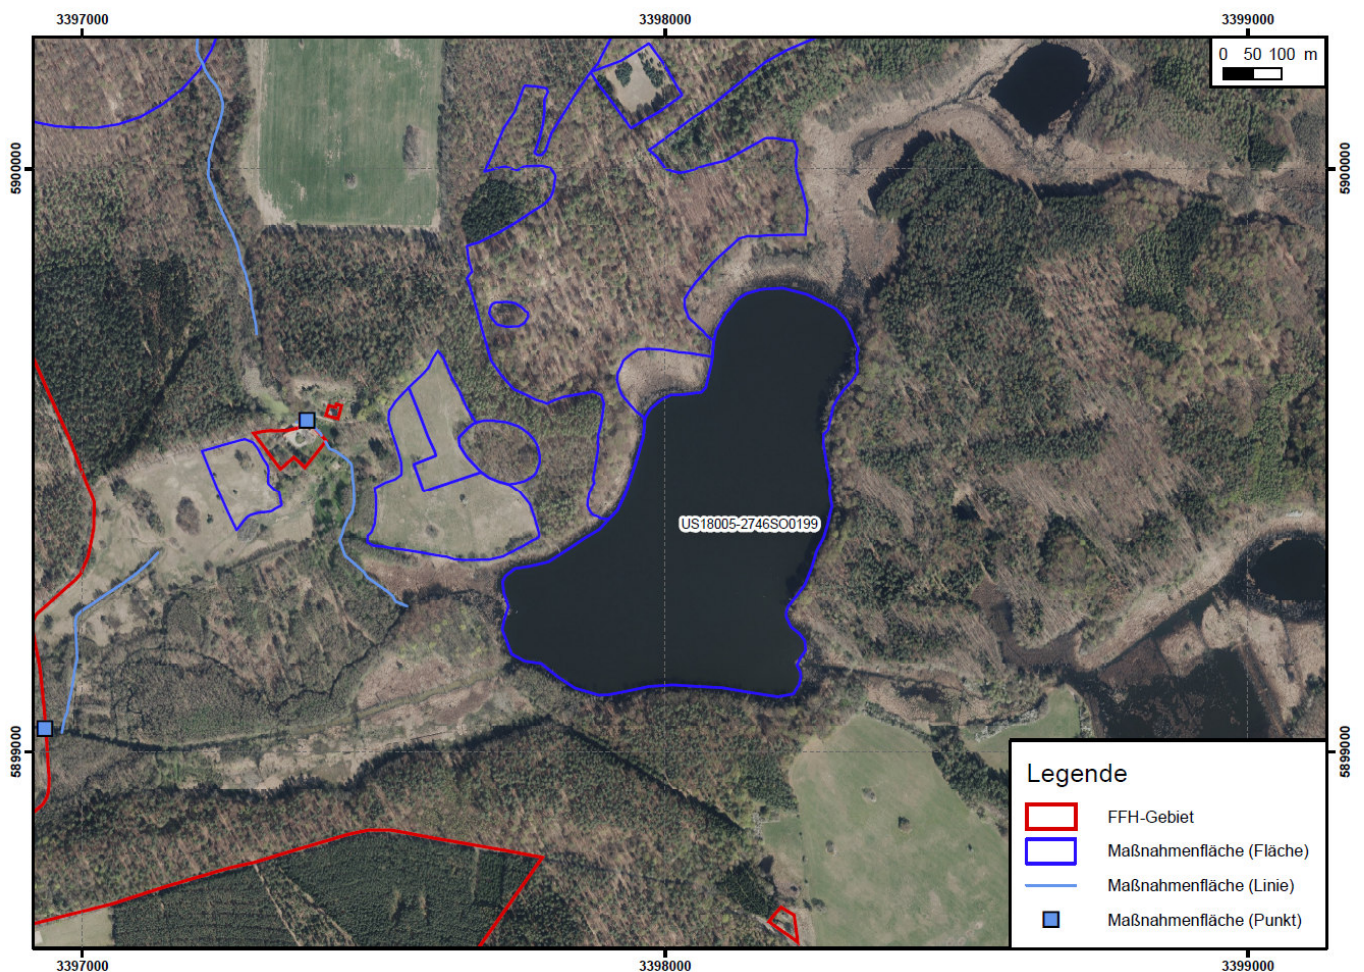 3397000
3398000
3399000
0 50 100 m
5900000
5900000
US18005-2746SO0199
5899000
5899000
Legende
FFH-Gebiet
Maßnahmenfläche (Fläche)
Maßnahmenfläche (Linie)
Maßnahmenfläche (Punkt)
3397000
3398000
3399000